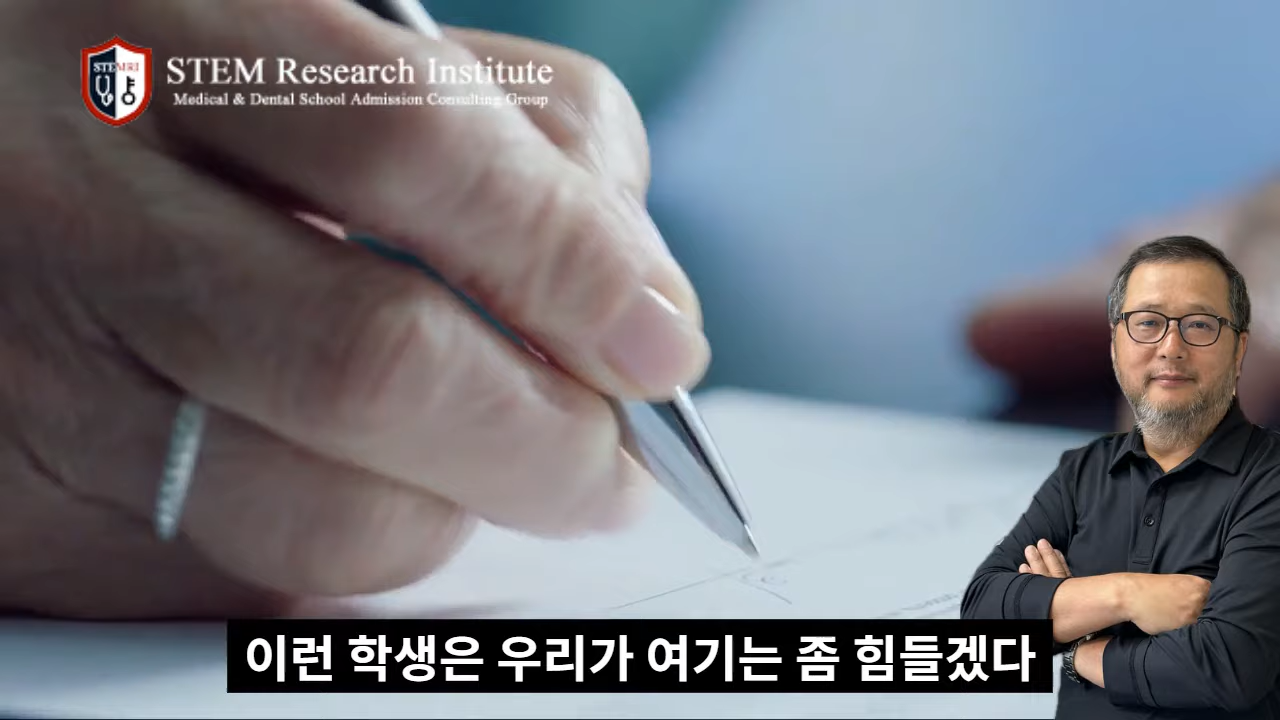 STEMRI
STEM Research Institute
Medical & Dental School Admission Consulting Group
이런 학생은 우리가 여기는 좀 힘들겠다